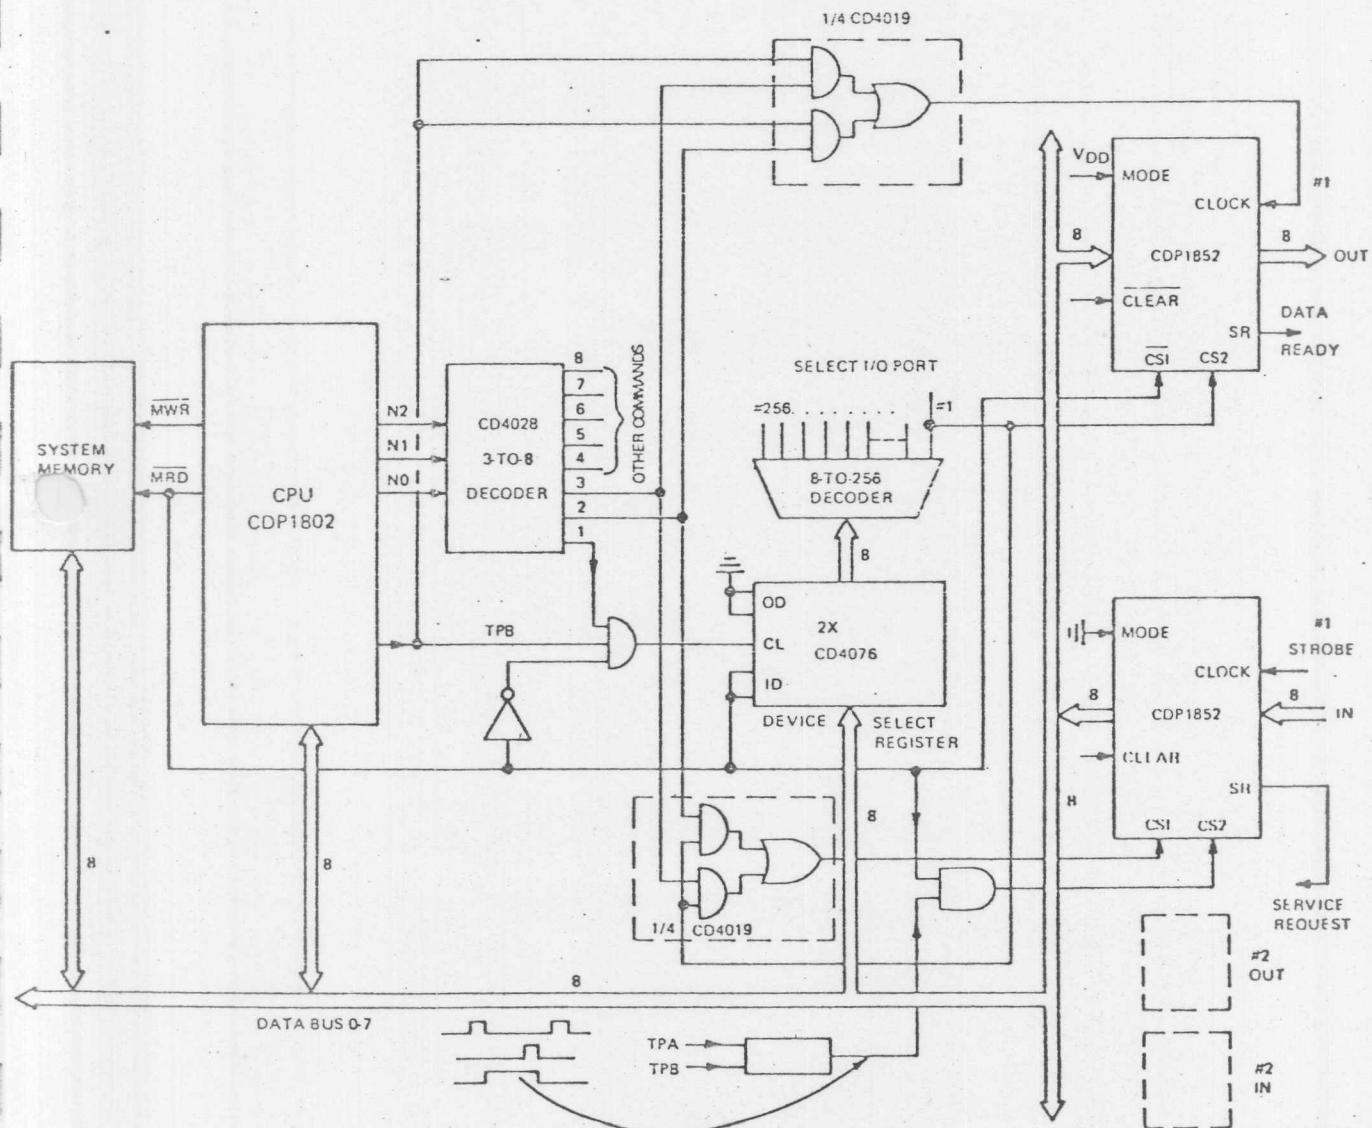 1/4 CD4019
VDD
MODE
#1
CLOCK
8
CDP1852
8
OUT
CLEAR
DATA
READY
SR
CS1
CS2
SELECT I/O PORT
#256
#1
8-TO-256
DECODER
8
OTHER COMMANDS
MWR
MRD
SYSTEM
MEMORY
CPU
CDP1802
N2
N1
N0
CD4028
3-TO-8
DECODER
8
7
6
5
4
3
2
1
TPB
OD
2X
CL
CD4076
ID
DEVICE SELECT
REGISTER
8
MODE
#1
STROBE
CLOCK
8
CDP1852
8
IN
CLEAR
SR
CS1
CS2
8
8
8
1/4 CD4019
SERVICE
REQUEST
#2
OUT
8
DATA BUS 0-7
TPA
TPB
#2
IN